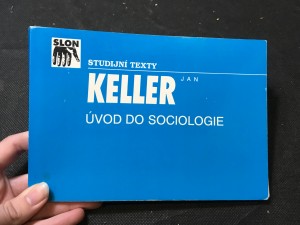 SLON
STUDIJNÍ TEXTY
JAN
KELLER
ÚVOD DO SOCIOLOGIE